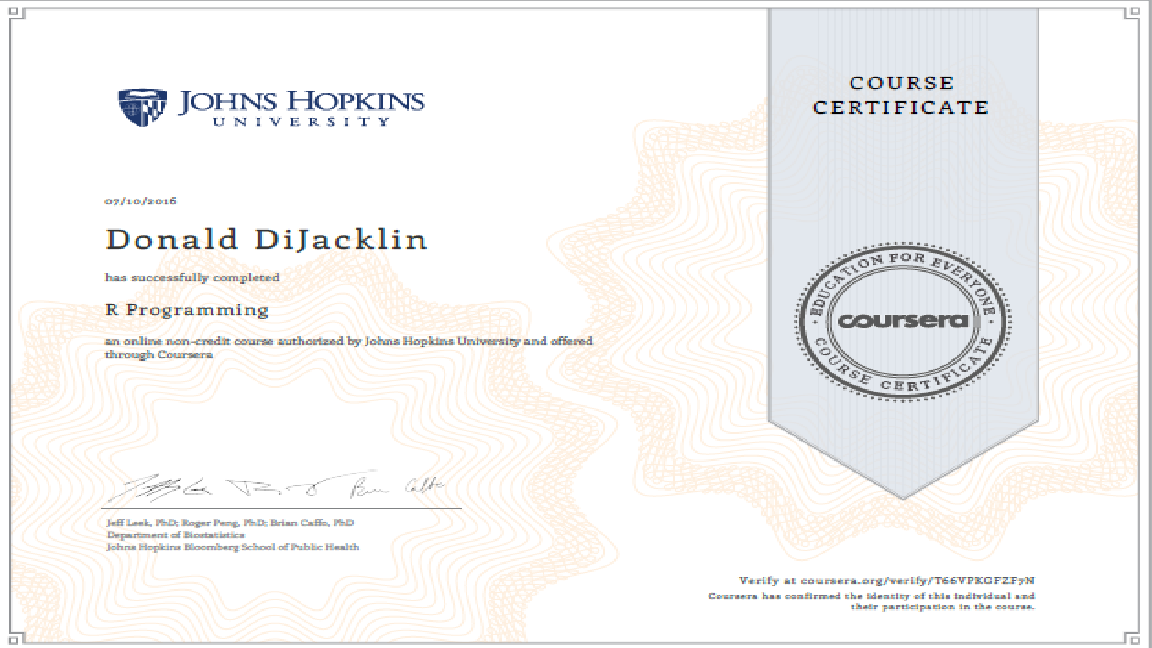 JOHNS HOPKINS
UNIVERSITY
COURSE
CERTIFICATE
07/10/2016
Donald DiJacklin
has successfully completed
R Programming
an online non-credit course authorized by Johns Hopkins University and offered
through Coursera
EDUCATION FOR EVERYONE
coursera
COURSE CERTIFICATE
Jeff Leek, PhD; Roger Peng, PhD; Brian Caffo, PhD
Department of Biostatistics
Johns Hopkins Bloomberg School of Public Health
Verify at coursera.org/verify/T66VPKGFZF7N
Coursera has confirmed the identity of this individual and
their participation in the course.